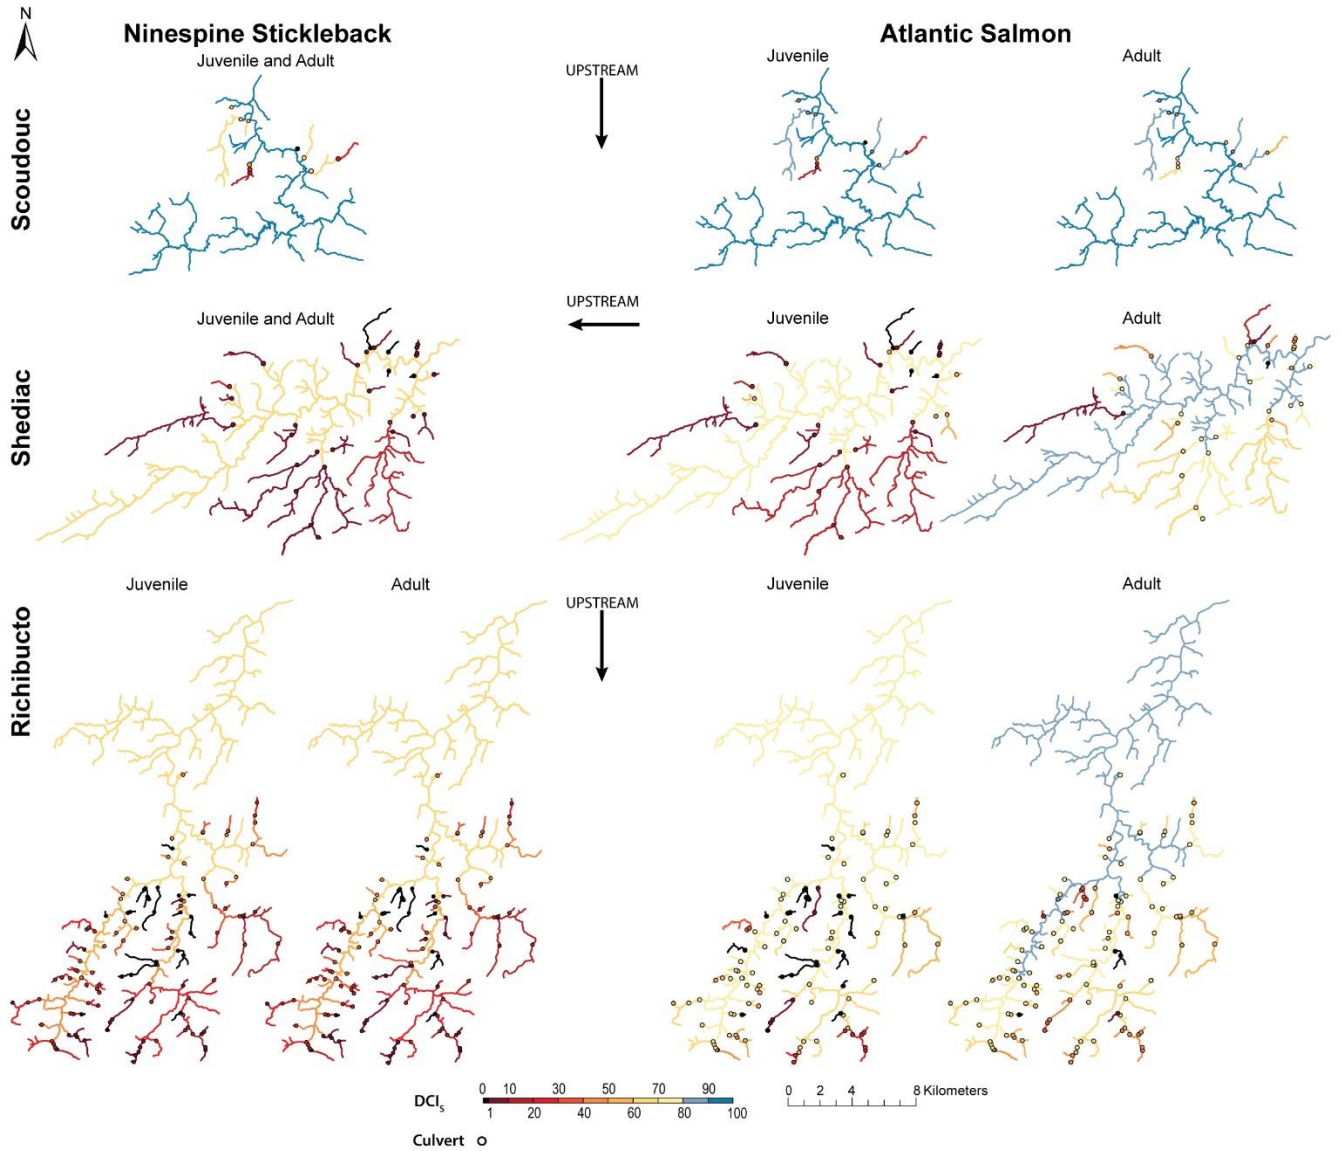 N
Ninespine Stickleback
Atlantic Salmon
Juvenile and Adult
UPSTREAM
Juvenile
Adult
Scoudouc
Juvenile and Adult
UPSTREAM
Juvenile
Adult
Shediac
Juvenile
Adult
UPSTREAM
Juvenile
Adult
Richibucto
0 10 30 50 70 90
DCIs
1 20 40 60 80 100
0 2 4 8 Kilometers
Culvert